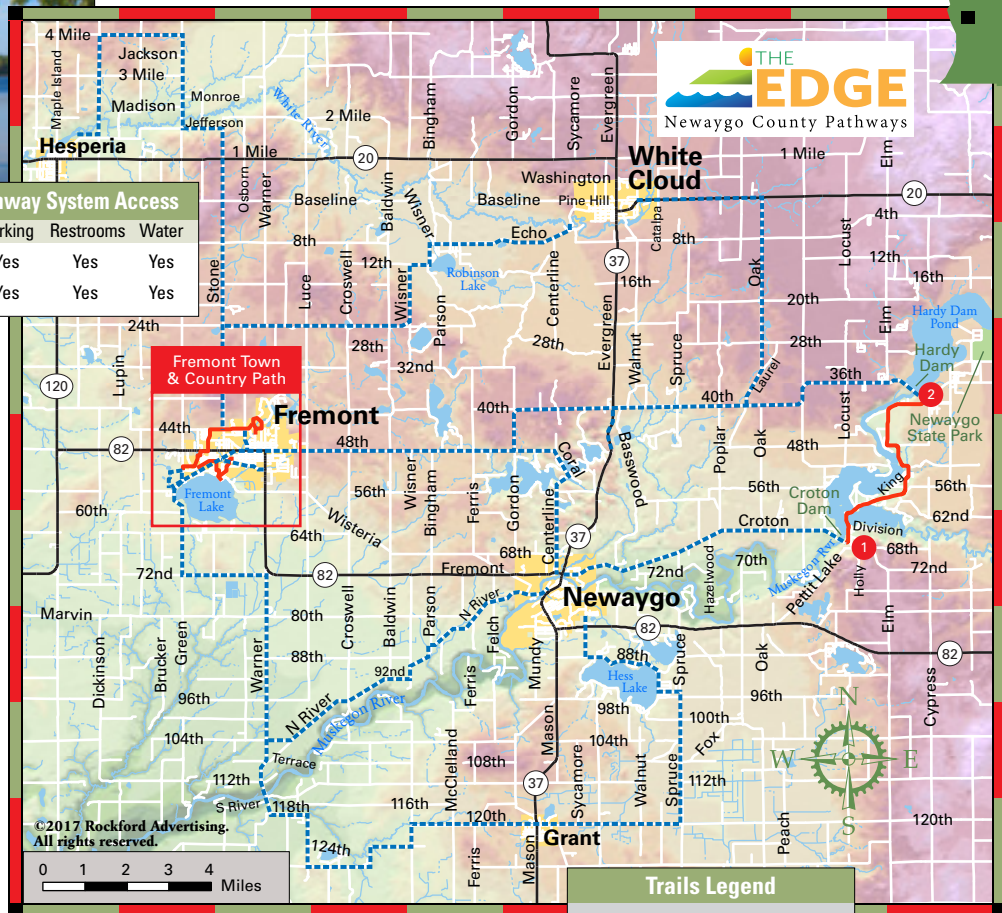 4 Mile
Maple Island
Jackson
3 Mile
Madison
Monroe
Jefferson
White River
2 Mile
Bingham
Gordon
Sycamore
Evergreen
THE
EDGE
Newaygo County Pathways
Hesperia
1 Mile
20
White
Cloud
1 Mile
Elm
Washington
Pine Hill
Catalpa
20
way System Access
rking Restrooms Water
Yes Yes Yes
Yes Yes Yes
Osborn
Warner
Baseline
Baldwin
Wisner
Baseline
Echo
8th
8th
4th
Locust
12th
16th
Stone
Luce
Croswell
12th
Wisner
Robinson
Lake
Parson
Centerline
37
16th
Oak
20th
Elm
Hardy Dam
Pond
24th
Lupin
28th
32nd
28th
Evergreen
Walnut
Spruce
28th
Laurel
Hardy
Dam
36th
Fremont Town
& Country Path
120
2
Locust
Newaygo
State Park
Fremont
44th
48th
82
40th
40th
Fremont
Lake
60th
56th
Wisteria
64th
Wisner
Bingham
Ferris
Gordon
Coral
Centerline
Basswood
Poplar
Oak
48th
56th
King
56th
62nd
Croton
Dam
Croton
Division
1
68th
72nd
37
68th
Fremont
82
72nd
72nd
Hazelwood
70th
Muskegon River
Pettit Lake
Holly
Elm
Newaygo
82
82
Marvin
Dickinson
Brucker
Green
Warner
80th
88th
Croswell
Baldwin
Parson
N River
Felch
92nd
Ferris
Mundy
88th
Hess
Lake
Spruce
Oak
96th
96th
104th
N River
Muskegon River
98th
100th
Fox
Cypress
Mason
104th
N
W E
S
Terrace
112th
S River
118th
McClelland
108th
37
Sycamore
Walnut
Spruce
112th
116th
120th
124th
Peach
120th
Grant
Ferris
Mason
©2017 Rockford Advertising.
All rights reserved.
0 1 2 3 4 Miles
Trails Legend